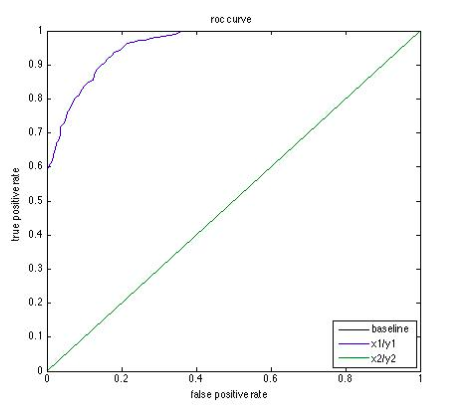 roc curve
1
0.9
0.8
0.7
0.6
0.5
0.4
0.3
0.2
0.1
0
true positive rate
0 0.2 0.4 0.6 0.8 1
false positive rate
baseline
x1/y1
x2/y2